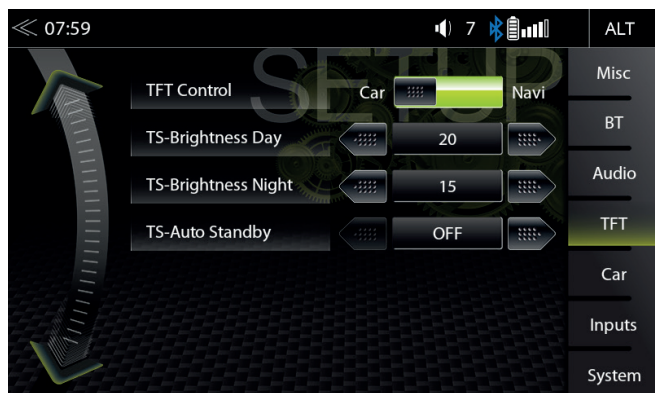 07:59 7 ALT
SETUP
TFT Control Car Navi
TS-Brightness Day 20
TS-Brightness Night 15
TS-Auto Standby OFF
Misc
BT
Audio
TFT
Car
Inputs
System